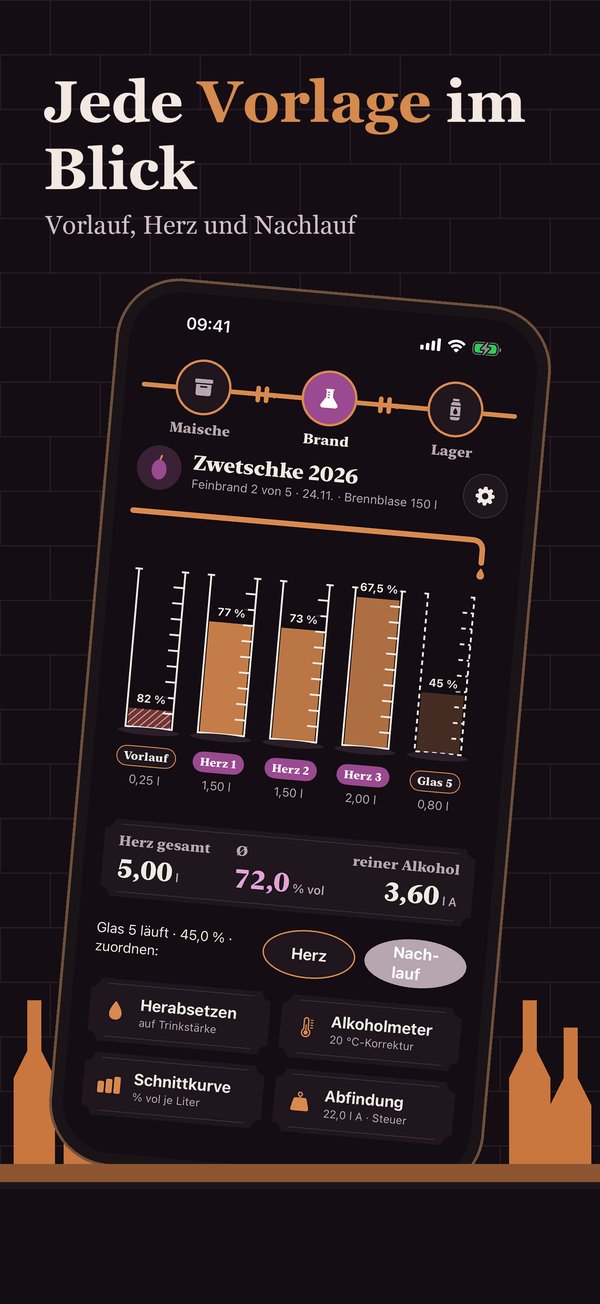 Jede Vorlage im
Blick
Vorlauf, Herz und Nachlauf
09:41
Maische
Brand
Lager
Zwetschke 2026
Feinbrand 2 von 5 · 24.11. · Brennblase 150 l
82 %
77 %
73 %
67,5 %
45 %
Vorlauf
Herz 1
Herz 2
Herz 3
Glas 5
0,25 l
1,50 l
1,50 l
2,00 l
0,80 l
Herz gesamt
Ø
reiner Alkohol
5,00 l
72,0 % vol
3,60 l A
Glas 5 läuft · 45,0 % ·
zuordnen:
Herz
Nach-
lauf
Herabsetzen
auf Trinkstärke
Alkoholmeter
20 °C-Korrektur
Schnittkurve
% vol je Liter
Abfindung
22,0 l A · Steuer